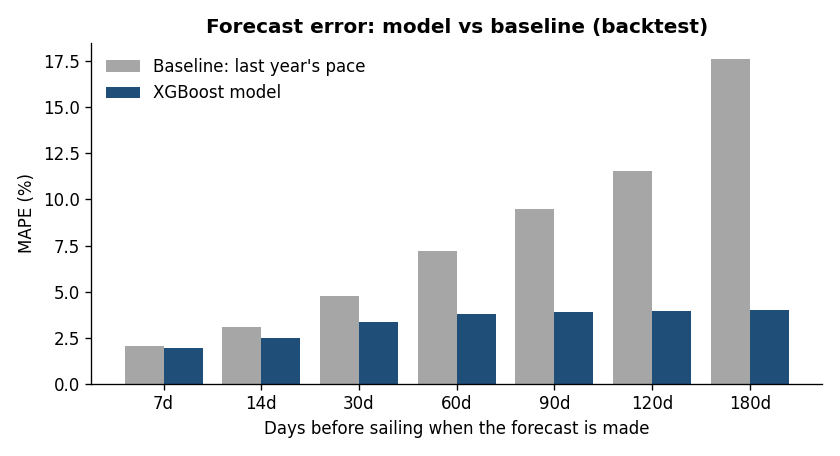 Forecast error: model vs baseline (backtest)
Baseline: last year's pace
XGBoost model
MAPE (%)
17.5
15.0
12.5
10.0
7.5
5.0
2.5
0.0
7d 14d 30d 60d 90d 120d 180d
Days before sailing when the forecast is made